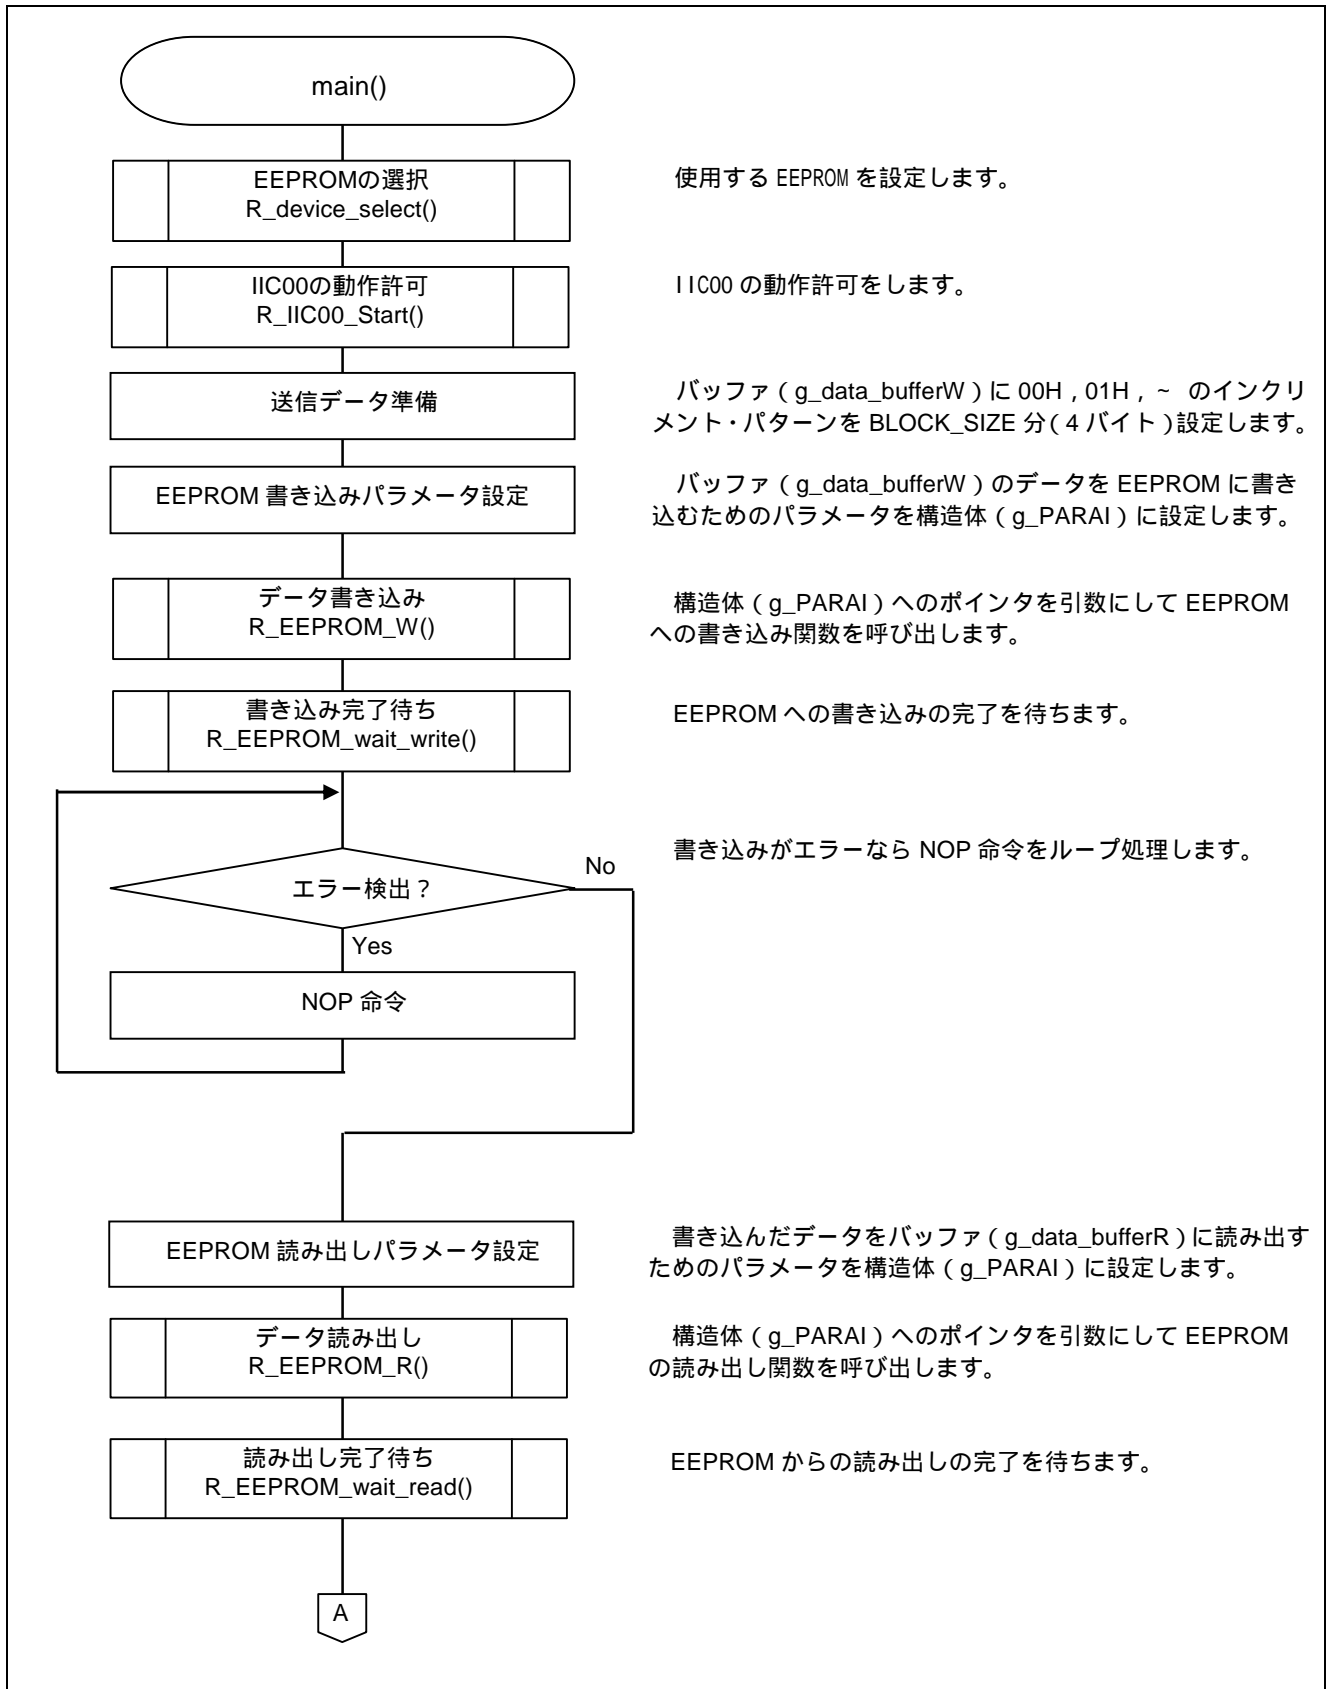 main()
EEPROMの選択
R_device_select()
使用する EEPROM を設定します。
IIC00の動作許可
R_IIC00_Start()
IIC00 の動作許可をします。
送信データ準備
バッファ（g_data_bufferW）に 00H，01H，~ のインクリ
メント・パターンを BLOCK_SIZE 分（4 バイト）設定します。
EEPROM 書き込みパラメータ設定
バッファ（g_data_bufferW）のデータを EEPROM に書き
込むためのパラメータを構造体（g_PARAI）に設定します。
データ書き込み
R_EEPROM_W()
構造体（g_PARAI）へのポインタを引数にして EEPROM
への書き込み関数を呼び出します。
書き込み完了待ち
R_EEPROM_wait_write()
EEPROM への書き込みの完了を待ちます。
エラー検出？
No
書き込みがエラーなら NOP 命令をループ処理します。
Yes
NOP 命令
EEPROM 読み出しパラメータ設定
書き込んだデータをバッファ（g_data_bufferR）に読み出す
ためのパラメータを構造体（g_PARAI）に設定します。
データ読み出し
R_EEPROM_R()
構造体（g_PARAI）へのポインタを引数にして EEPROM
の読み出し関数を呼び出します。
読み出し完了待ち
R_EEPROM_wait_read()
EEPROM からの読み出しの完了を待ちます。
A